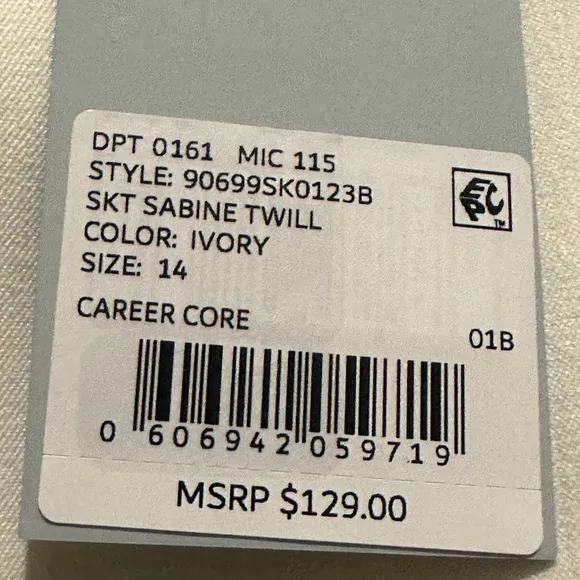 DPT 0161 MIC 115
STYLE: 90699SK0123B
SKT SABINE TWILL
COLOR: IVORY
SIZE: 14
EPC™
CAREER CORE
01B
0 606942 059719
MSRP $129.00